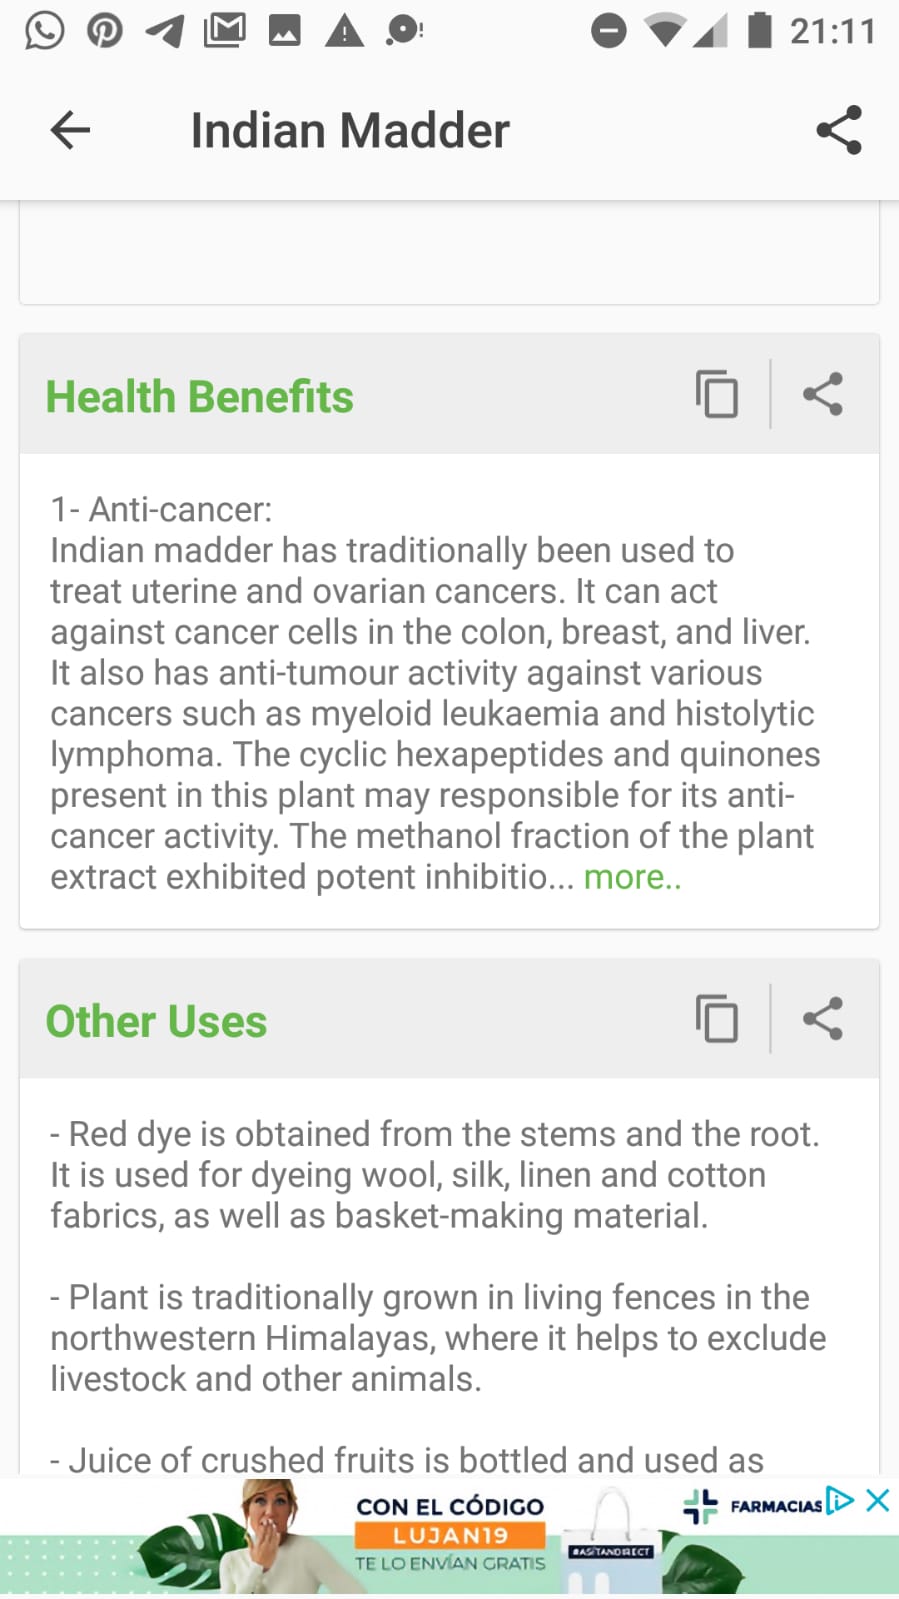 21:11
Indian Madder
Health Benefits
1- Anti-cancer:
Indian madder has traditionally been used to
treat uterine and ovarian cancers. It can act
against cancer cells in the colon, breast, and liver.
It also has anti-tumour activity against various
cancers such as myeloid leukaemia and histolytic
lymphoma. The cyclic hexapeptides and quinones
present in this plant may responsible for its anti-
cancer activity. The methanol fraction of the plant
extract exhibited potent inhibitio... more..
Other Uses
- Red dye is obtained from the stems and the root.
It is used for dyeing wool, silk, linen and cotton
fabrics, as well as basket-making material.
- Plant is traditionally grown in living fences in the
northwestern Himalayas, where it helps to exclude
livestock and other animals.
- Juice of crushed fruits is bottled and used as
CON EL CÓDIGO
LUJAN19
TE LO ENVÍAN GRATIS
#ASITANDIRECT
FARMACIAS